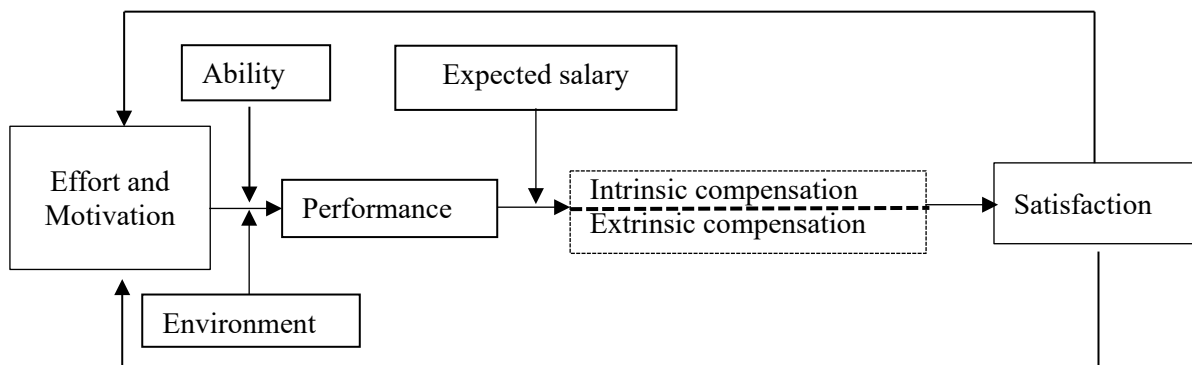 Ability
Expected salary
Effort and
Motivation
Performance
Intrinsic compensation
Extrinsic compensation
Satisfaction
Environment